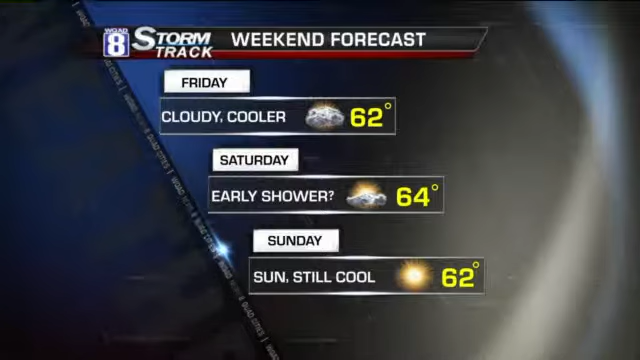 WQAD
8 STORM TRACK WEEKEND FORECAST
FRIDAY
CLOUDY, COOLER 62°
SATURDAY
EARLY SHOWER? 64°
SUNDAY
SUN, STILL COOL 62°